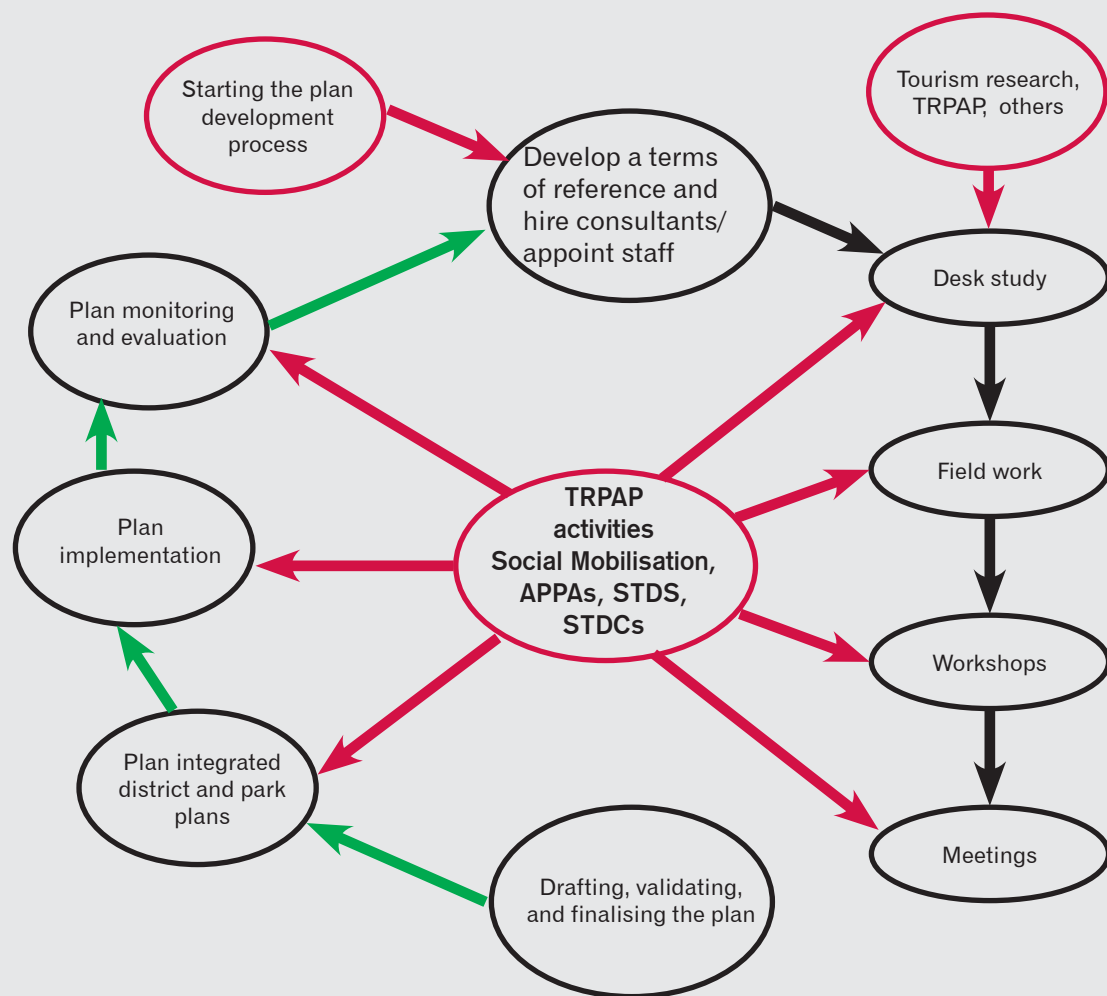 Starting the plan
development
process
Tourism research,
TRPAP, others
Develop a terms
of reference and
hire consultants/
appoint staff
Desk study
Plan monitoring
and evaluation
Field work
TRPAP
activities
Social Mobilisation,
APPAs, STDS,
STDCs
Plan
implementation
Workshops
Plan integrated
district and park
plans
Meetings
Drafting, validating,
and finalising the plan